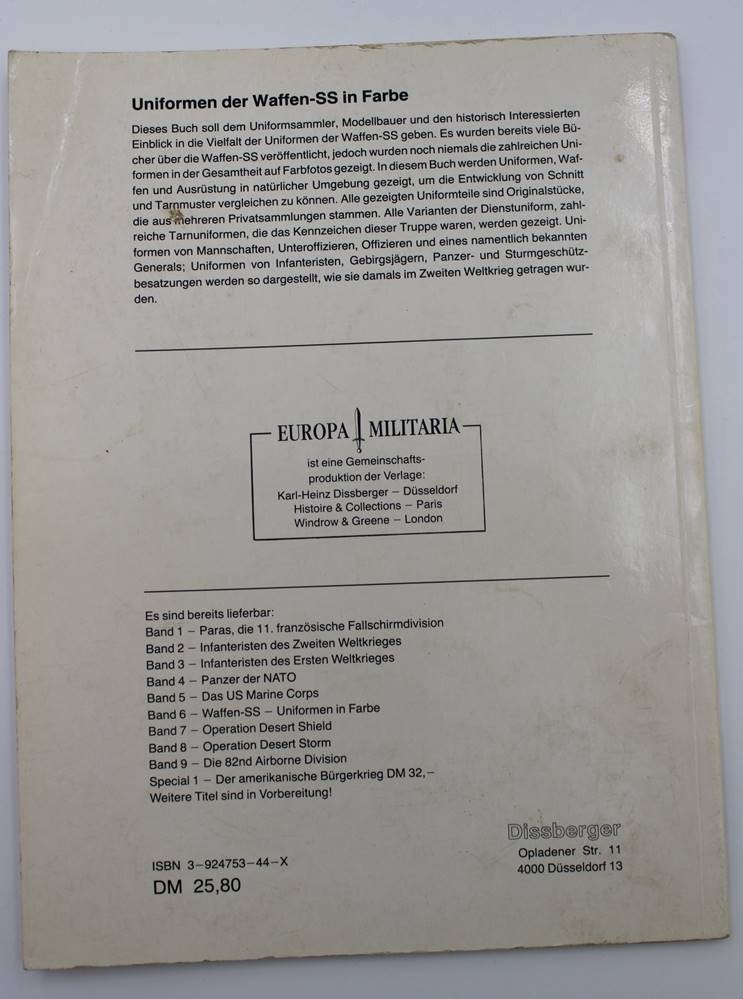 Uniformen der Waffen-SS in Farbe
Dieses Buch soll dem Uniformsammler, Modellbauer und den historisch Interessierten
Einblick in die Vielfalt der Uniformen der Waffen-SS geben. Es wurden bereits viele Bü-
cher über die Waffen-SS veröffentlicht, jedoch wurden noch niemals die zahlreichen Uni-
formen in der Gesamtheit auf Farbfotos gezeigt. In diesem Buch werden Uniformen, Waf-
fen und Ausrüstung in natürlicher Umgebung gezeigt, um die Entwicklung von Schnitt
und Tarnmuster vergleichen zu können. Alle gezeigten Uniformteile sind Originalstücke,
die aus mehreren Privatsammlungen stammen. Alle Varianten der Dienstuniform, zahl-
reiche Tarnuniformen, die das Kennzeichen dieser Truppe waren, werden gezeigt. Uni-
formen von Mannschaften, Unteroffizieren, Offizieren und eines namentlich bekannten
Generals; Uniformen von Infanteristen, Gebirgsjägern, Panzer- und Sturmgeschütz-
besatzungen werden so dargestellt, wie sie damals im Zweiten Weltkrieg getragen wur-
den.
EUROPA MILITARIA
ist eine Gemeinschafts-
produktion der Verlage:
Karl-Heinz Dissberger – Düsseldorf
Histoire & Collections – Paris
Windrow & Greene – London
Es sind bereits lieferbar:
Band 1 – Paras, die 11. französische Fallschirmdivision
Band 2 – Infanteristen des Zweiten Weltkrieges
Band 3 – Infanteristen des Ersten Weltkrieges
Band 4 – Panzer der NATO
Band 5 – Das US Marine Corps
Band 6 – Waffen-SS – Uniformen in Farbe
Band 7 – Operation Desert Shield
Band 8 – Operation Desert Storm
Band 9 – Die 82nd Airborne Division
Special 1 – Der amerikanische Bürgerkrieg DM 32,–
Weitere Titel sind in Vorbereitung!
Dissberger
Opladener Str. 11
4000 Düsseldorf 13
ISBN 3–924753–44–X
DM 25,80